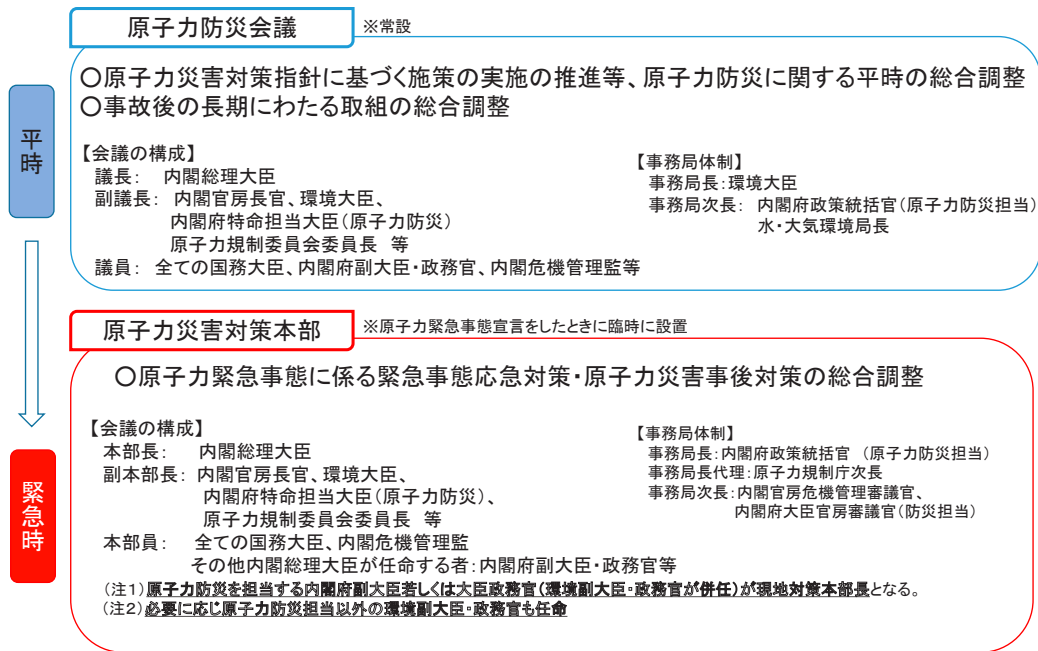 原子力防災会議 ※常設
平時
○原子力災害対策指針に基づく施策の実施の推進等、原子力防災に関する平時の総合調整
○事故後の長期にわたる取組の総合調整
【会議の構成】
議長： 内閣総理大臣
副議長： 内閣官房長官、環境大臣、
内閣府特命担当大臣（原子力防災）
原子力規制委員会委員長 等
議員： 全ての国務大臣、内閣府副大臣・政務官、内閣危機管理監等
【事務局体制】
事務局長：環境大臣
事務局次長： 内閣府政策統括官（原子力防災担当）
水・大気環境局長
原子力災害対策本部 ※原子力緊急事態宣言をしたときに臨時に設置
緊急時
○原子力緊急事態に係る緊急事態応急対策・原子力災害事後対策の総合調整
【会議の構成】
本部長： 内閣総理大臣
副本部長： 内閣官房長官、環境大臣、
内閣府特命担当大臣（原子力防災）、
原子力規制委員会委員長 等
本部員： 全ての国務大臣、内閣危機管理監
その他内閣総理大臣が任命する者：内閣府副大臣・政務官等
【事務局体制】
事務局長：内閣府政策統括官 （原子力防災担当）
事務局長代理：原子力規制庁次長
事務局次長：内閣官房危機管理審議官、
内閣府大臣官房審議官（防災担当）
（注１）原子力防災を担当する内閣府副大臣若しくは大臣政務官（環境副大臣・政務官が併任）が現地対策本部長となる。
（注２）必要に応じ原子力防災担当以外の環境副大臣・政務官も任命